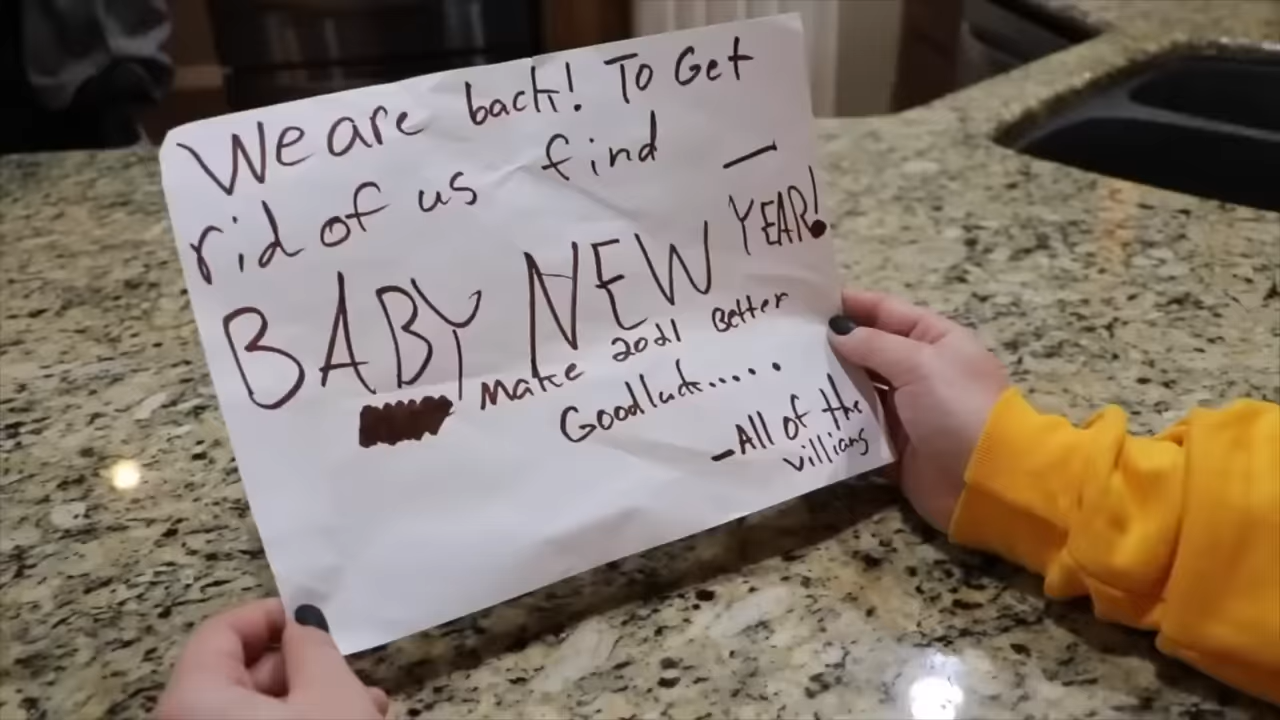 We are back! To Get
rid of us find —
BABY NEW YEAR!
Make 2021 Better
Goodluck.....
-All of the
villians